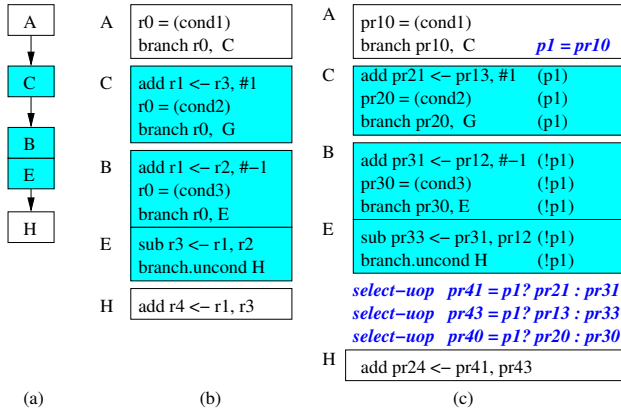 A
C
B
E
H
(a)
A
r0 = (cond1)
branch r0, C
C
add r1 <- r3, #1
r0 = (cond2)
branch r0, G
B
add r1 <- r2, #-1
r0 = (cond3)
branch r0, E
E
sub r3 <- r1, r2
branch.uncond H
H
add r4 <- r1, r3
(b)
A
pr10 = (cond1)
branch pr10, C p1 = pr10
C
add pr21 <- pr13, #1 (p1)
pr20 = (cond2) (p1)
branch pr20, G (p1)
B
add pr31 <- pr12, #-1 (!p1)
pr30 = (cond3) (!p1)
branch pr30, E (!p1)
E
sub pr33 <- pr31, pr12 (!p1)
branch.uncond H (!p1)
select-uop pr41 = p1? pr21 : pr31
select-uop pr43 = p1? pr13 : pr33
select-uop pr40 = p1? pr20 : pr30
H
add pr24 <- pr41, pr43
(c)